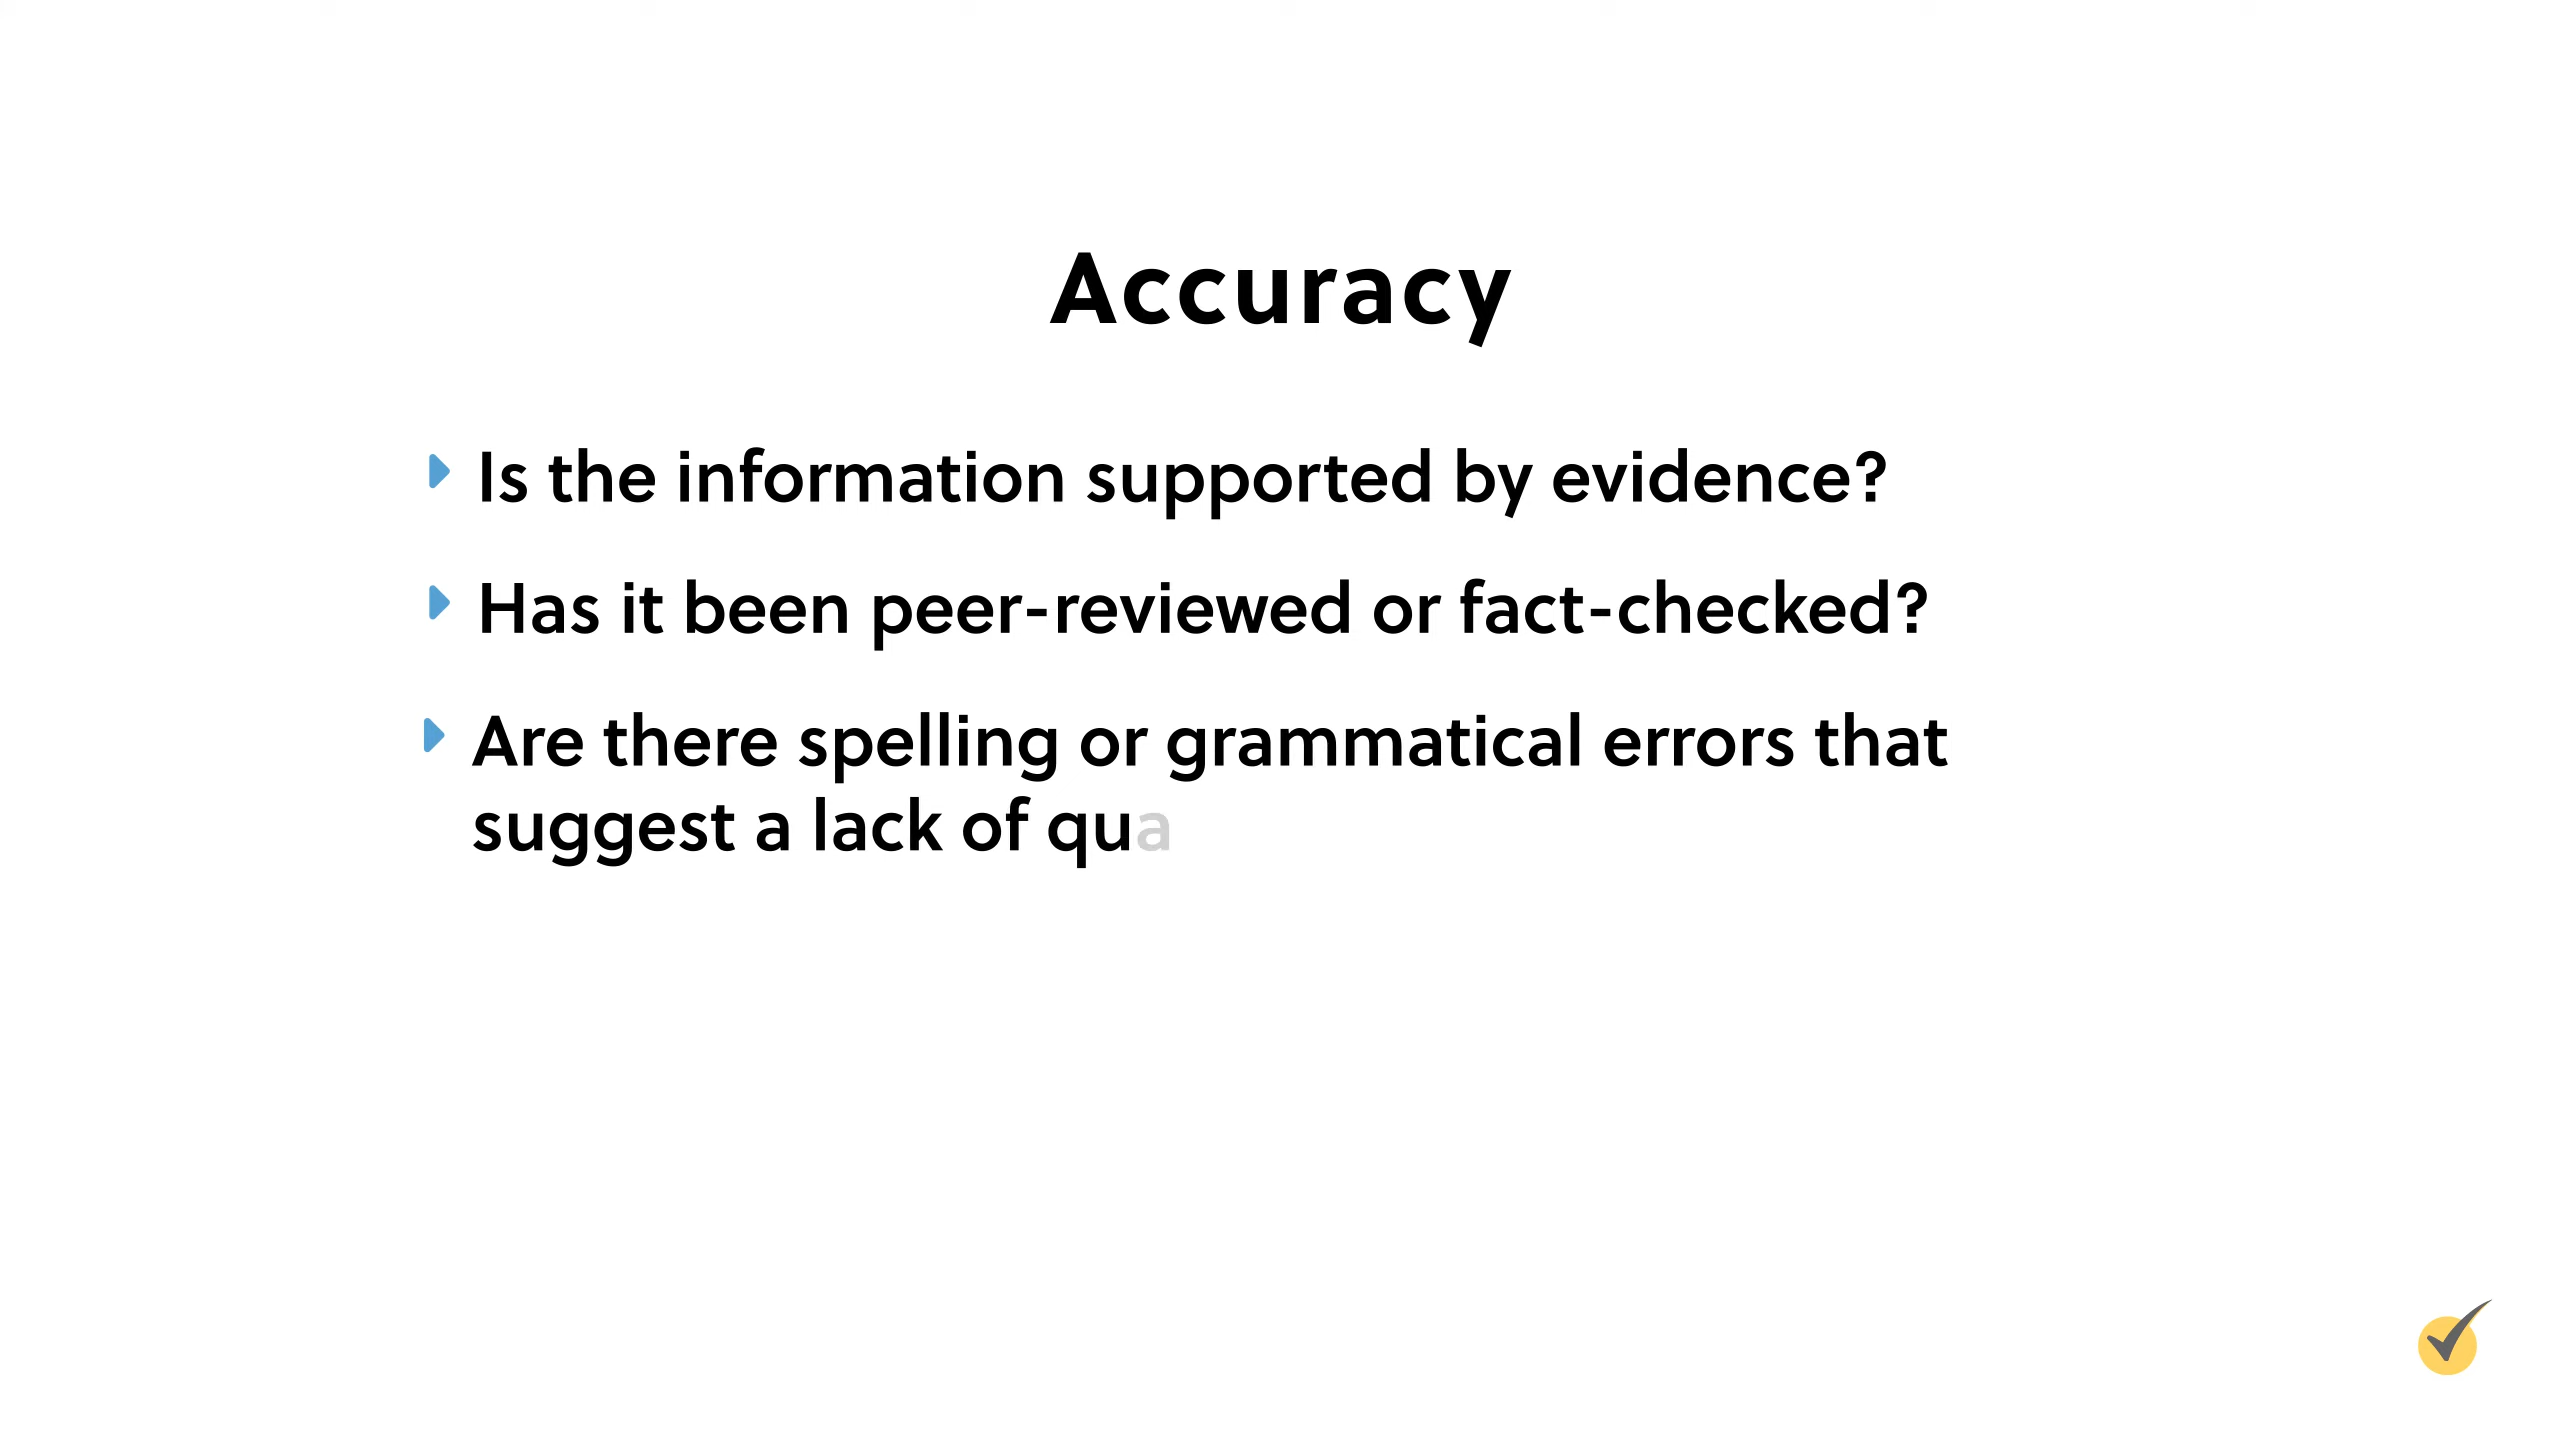 Accuracy
Is the information supported by evidence?
Has it been peer-reviewed or fact-checked?
Are there spelling or grammatical errors that
suggest a lack of qua